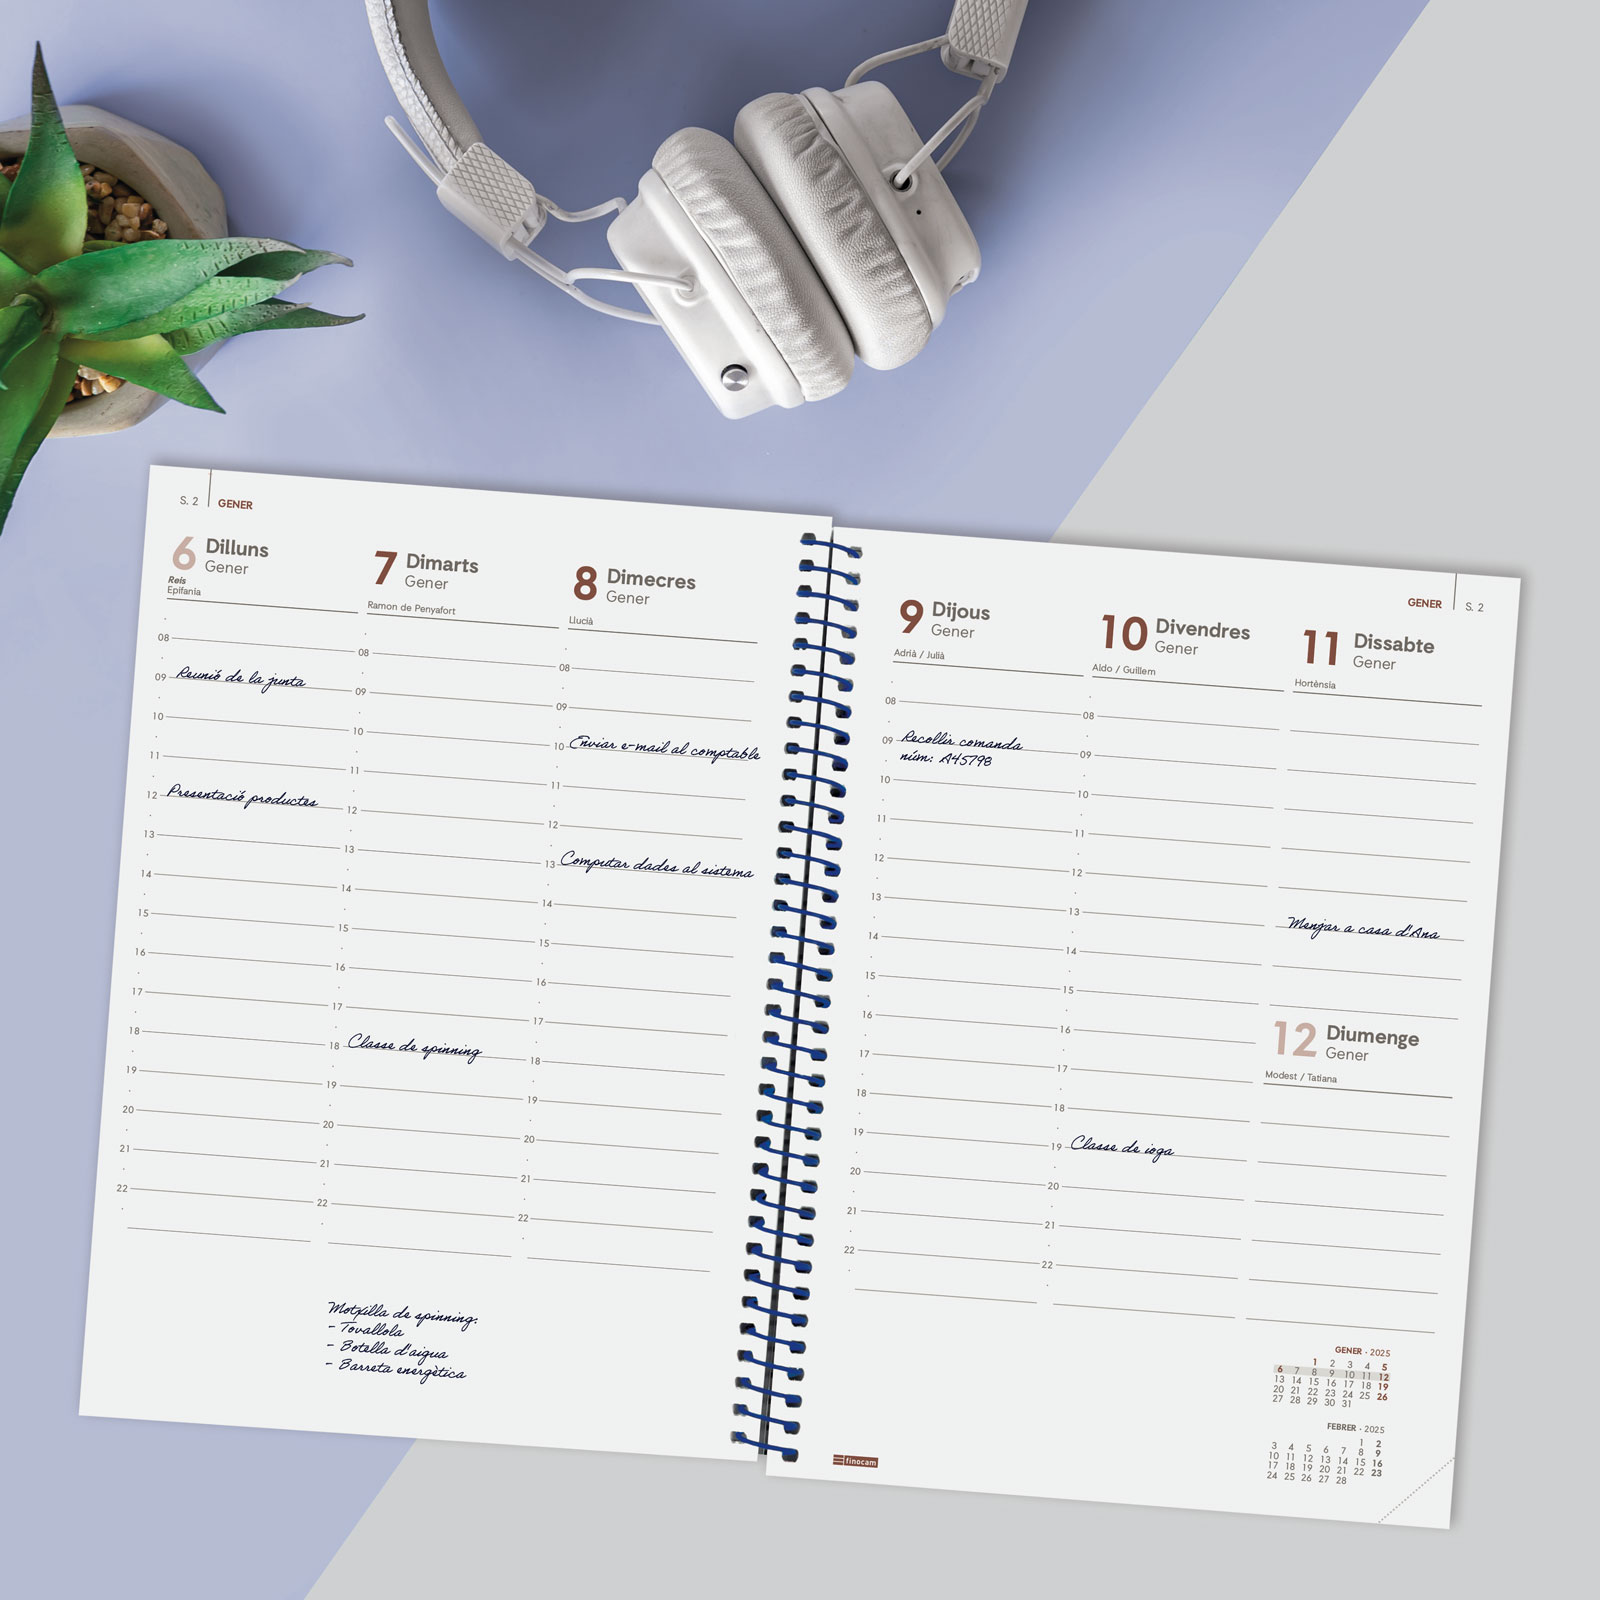 S. 2 GENER
6 Dilluns
Gener
Reis
Epifania
08
09 Reunió de la junta
10
11
12 Presentació productes
13
14
15
16
17
18
19
20
21
22
7 Dimarts
Gener
Ramon de Penyafort
08
09
10
11
12
13
14
15
16
17
18 Classe de spinning
19
20
21
22
Motxilla de spinning:
- Tovallola
- Botella d'aigua
- Barreta energètica
8 Dimecres
Gener
Llucià
08
09
10 Enviar e-mail al comptable
11
12
13 Computar dades al sistema
14
15
16
17
18
19
20
21
22
GENER S. 2
9 Dijous
Gener
Adrià / Julià
08
09 Recollir comanda
núm: A45798
10
11
12
13
14
15
16
17
18
19
20
21
22
10 Divendres
Gener
Aldo / Guillem
08
09
10
11
12
13
14
15
16
17
18
19 Classe de ioga
20
21
22
11 Dissabte
Gener
Hortènsia
Menjar a casa d'Ana
12 Diumenge
Gener
Modest / Tatiana
GENER - 2025
1 2 3 4 5
6 7 8 9 10 11 12
13 14 15 16 17 18 19
20 21 22 23 24 25 26
27 28 29 30 31
FEBRER - 2025
1 2
3 4 5 6 7 8 9
10 11 12 13 14 15 16
17 18 19 20 21 22 23
24 25 26 27 28
finocam